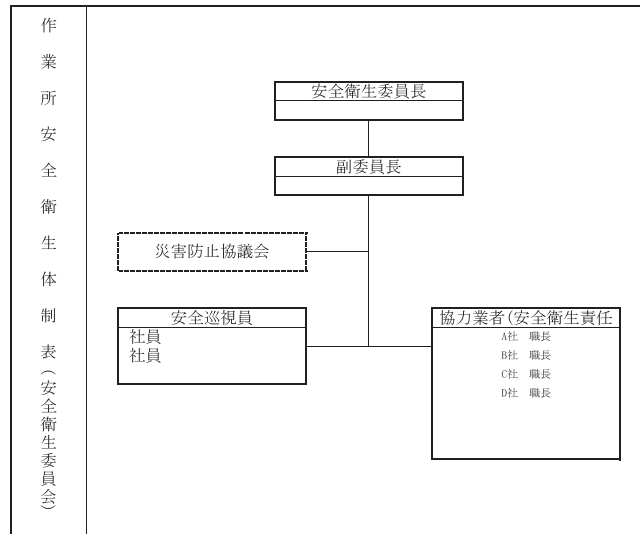 作業所安全衛生体制表(安全衛生委員会)
安全衛生委員長
副委員長
災害防止協議会
安全巡視員
社員
社員
協力業者(安全衛生責任
A社　職長
B社　職長
C社　職長
D社　職長